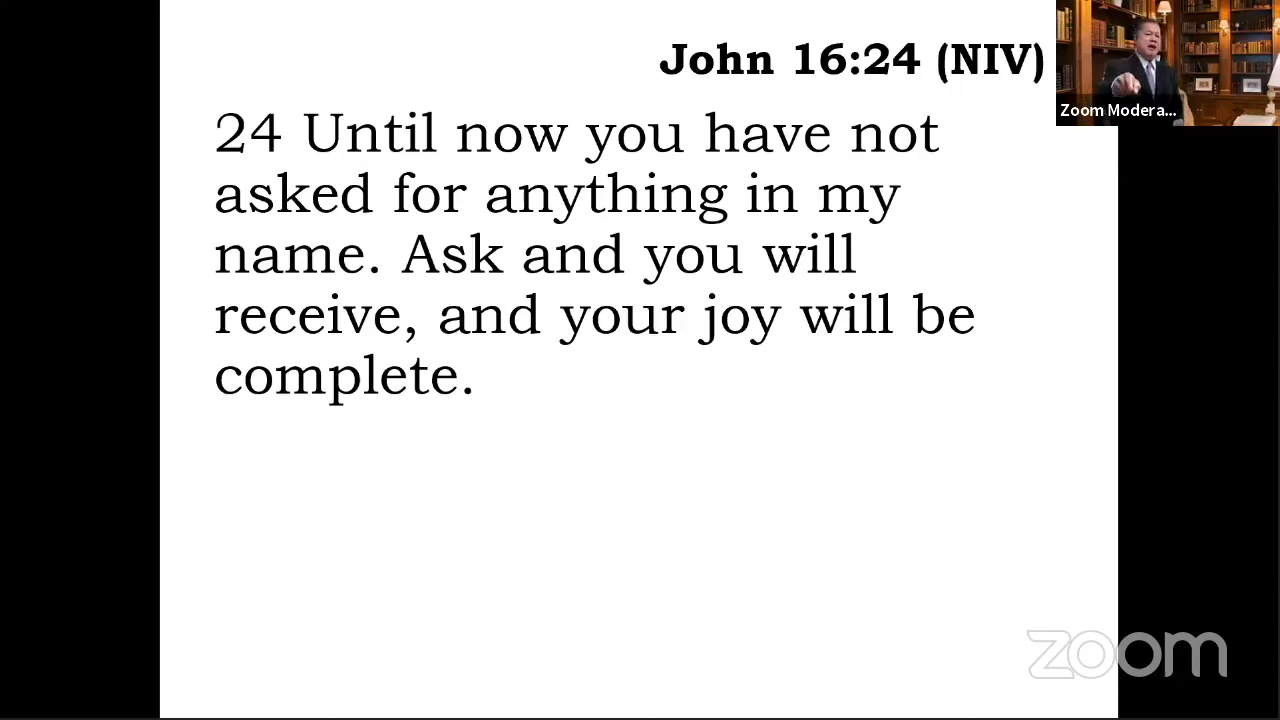 John 16:24 (NIV)
24 Until now you have not
asked for anything in my
name. Ask and you will
receive, and your joy will be
complete.
Zoom Modera...
zoom